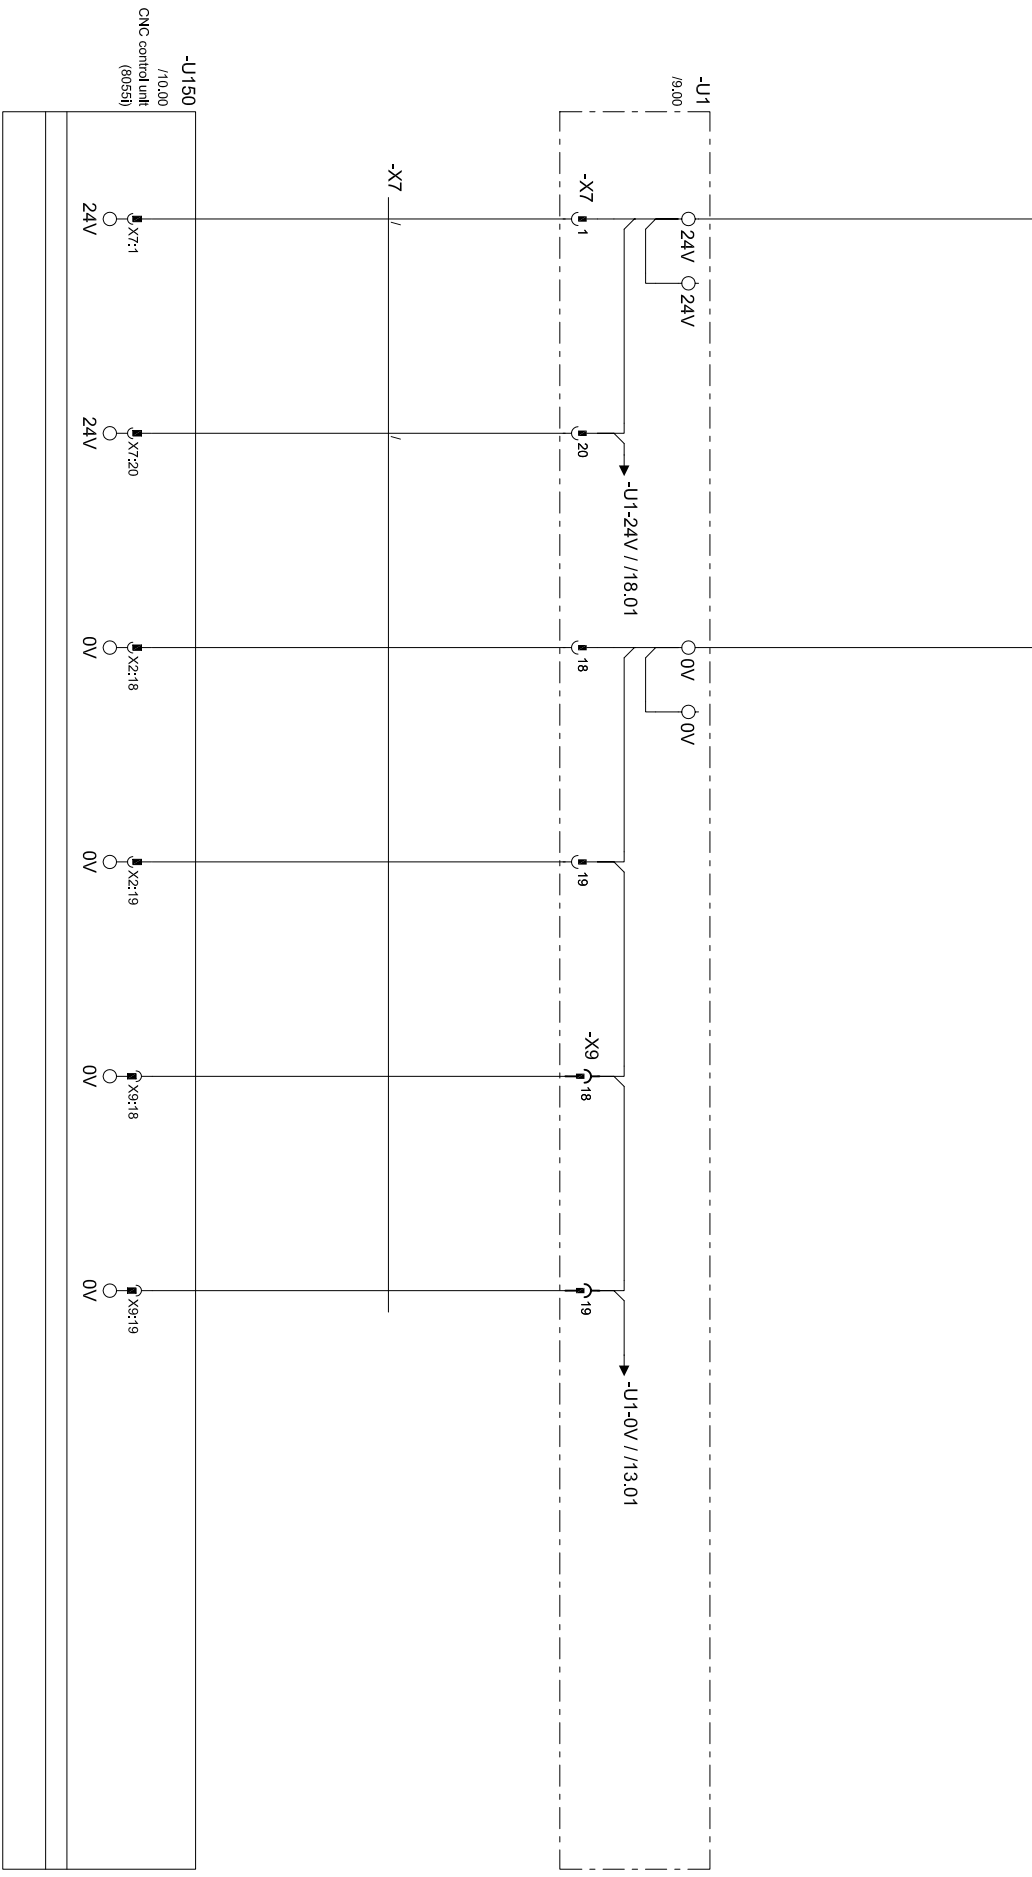 -U1
/9.00
24V
24V
0V
0V
-U1-24V / /18.01
-U1-0V / /13.01
-X7
1
20
18
19
-X9
18
19
-X7
/
/
-U150
/10.00
CNC control unit
(8055i)
X7:1
X7:20
X2:18
X2:19
X9:18
X9:19
24V
24V
0V
0V
0V
0V